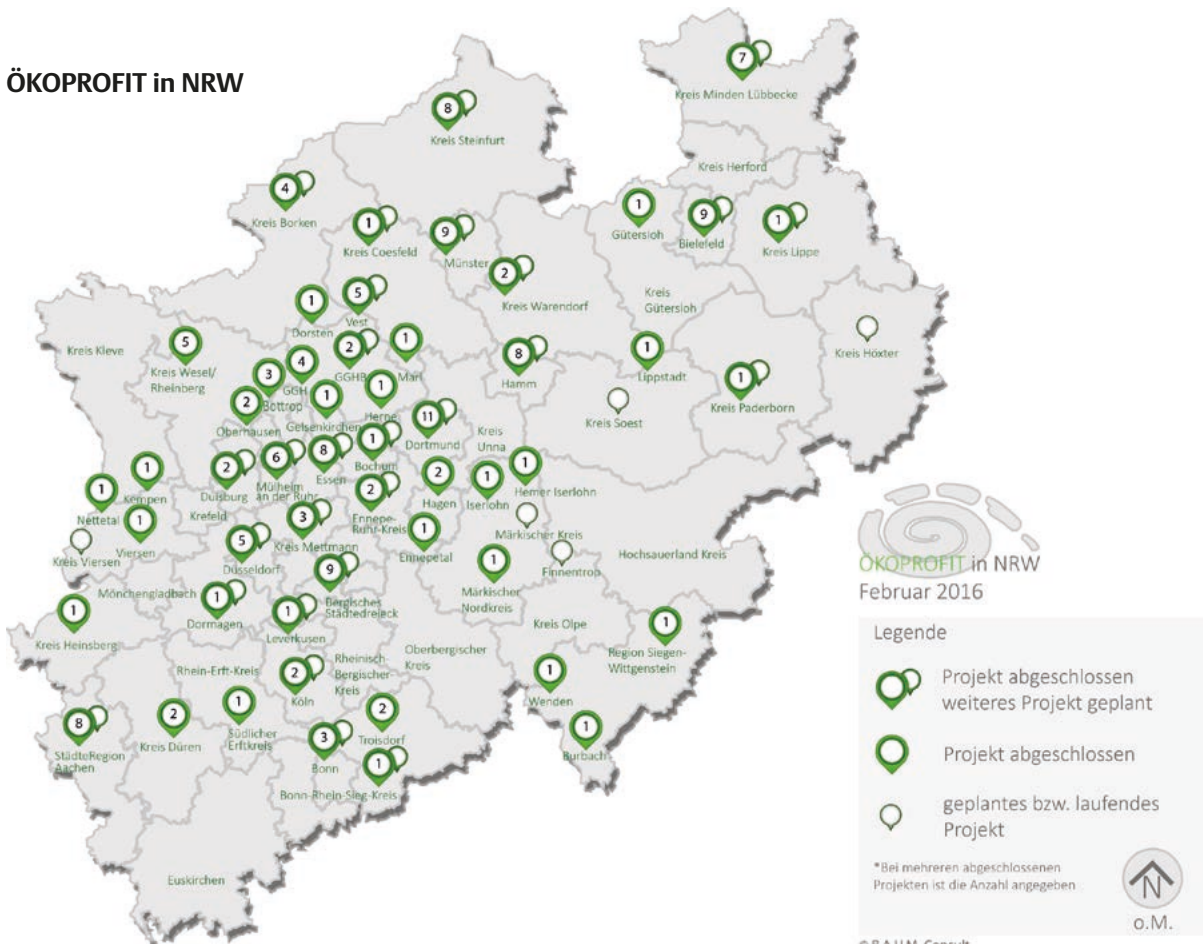 ÖKOPROFIT in NRW
7
Kreis Minden Lübbecke
8
Kreis Steinfurt
Kreis Herford
4
Kreis Borken
1
Kreis Coesfeld
9
Münster
1
Gütersloh
9
Bielefeld
1
Kreis Lippe
2
Kreis Warendorf
Kreis
Gütersloh
1
Dorsten
5
Vest
Kreis Kleve
5
Kreis Wesel/
Rheinberg
3
Bottrop
4
GGH
2
GGHB
1
Marl
8
Hamm
1
Lippstadt
Kreis Höxter
1
Kreis Paderborn
Kreis Soest
2
Oberhausen
1
Gelsenkirchen
1
Herne
11
Dortmund
Kreis
Unna
1
Kempen
2
Duisburg
6
Mülheim
an der Ruhr
8
Essen
1
Bochum
2
Ennepe-
Ruhr-Kreis
2
Hagen
1
Iserlohn
1
Hemer Iserlohn
1
Nettetal
1
Viersen
Krefeld
Kreis Viersen
5
Düsseldorf
3
Kreis Mettmann
1
Ennepetal
Märkischer Kreis
Finnentrop
Hochsauerland Kreis
1
Märkischer
Nordkreis
Mönchengladbach
1
Dormagen
9
Bergisches
Städtedreieck
1
Leverkusen
1
Kreis Heinsberg
Rhein-Erft-Kreis
2
Köln
Rheinisch-
Bergischer
Kreis
Oberbergischer
Kreis
Kreis Olpe
1
Region Siegen-
Wittgenstein
1
Wenden
1
Burbach
8
StädteRegion
Aachen
2
Kreis Düren
1
Südlicher
Erftkreis
3
Bonn
2
Troisdorf
1
Bonn-Rhein-Sieg-Kreis
Euskirchen
ÖKOPROFIT in NRW
Februar 2016
Legende
Projekt abgeschlossen
weiteres Projekt geplant
Projekt abgeschlossen
geplantes bzw. laufendes
Projekt
*Bei mehreren abgeschlossenen
Projekten ist die Anzahl angegeben
N
o.M.
© B.A.U.M. Consult